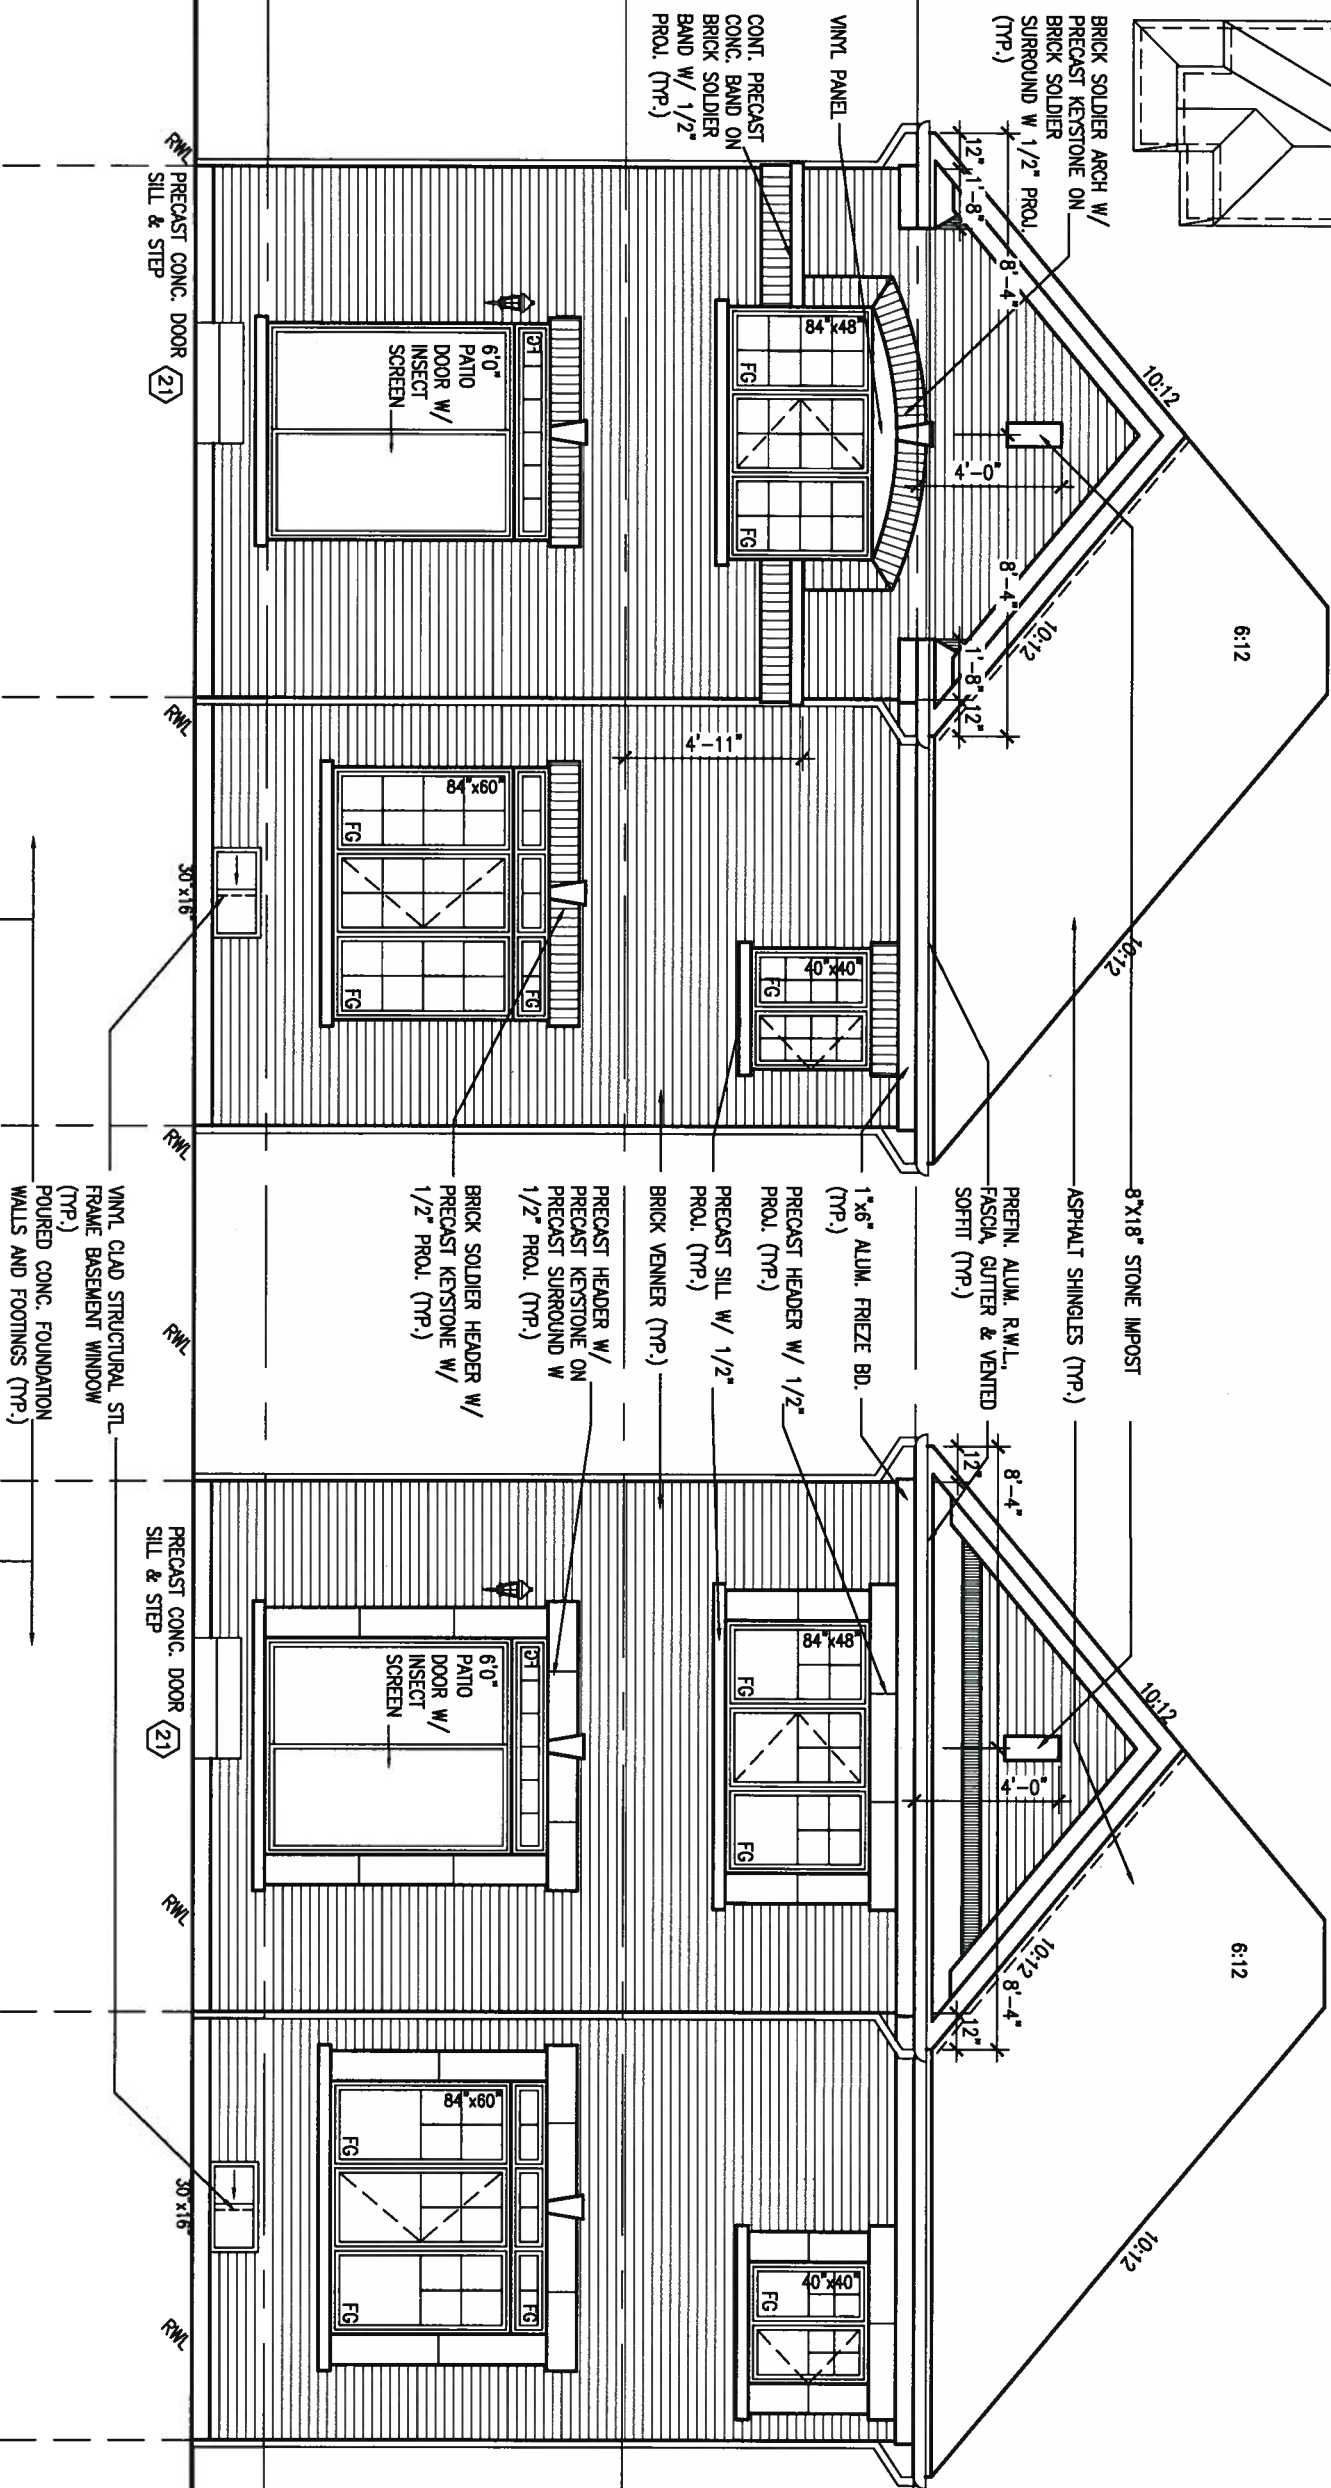 BRICK SOLDIER ARCH W/
PRECAST KEYSTONE ON
BRICK SOLDIER
SURROUND W 1/2" PROJ.
(TYP.)
VINYL PANEL
CONT. PRECAST
CONC. BAND ON
BRICK SOLDIER
BAND W/ 1/2"
PROJ. (TYP.)
12"
1'-8"
8'-4"
4'-0"
8'-4"
1'-8"
12"
10:12
10:12
6:12
10:12
84"x48"
FG
FG
6'0"
PATIO
DOOR W/
INSECT
SCREEN
RWL
PRECAST CONC. DOOR
SILL & STEP
21
RWL
4'-11"
84"x60"
FG
FG
FG
40"x40"
FG
30"x16"
RWL
8"X18" STONE IMPOST
ASPHALT SHINGLES (TYP.)
PREFIN. ALUM. R.W.L.,
FASCIA, GUTTER & VENTED
SOFFIT (TYP.)
1"x6" ALUM. FRIEZE BD.
(TYP.)
PRECAST HEADER W/ 1/2"
PROJ. (TYP.)
PRECAST SILL W/ 1/2"
PROJ. (TYP.)
BRICK VENNER (TYP.)
PRECAST HEADER W/
PRECAST KEYSTONE ON
PRECAST SURROUND W
1/2" PROJ. (TYP.)
BRICK SOLDIER HEADER W/
PRECAST KEYSTONE W/
1/2" PROJ. (TYP.)
VINYL CLAD STRUCTURAL STL.
FRAME BASEMENT WINDOW
(TYP.)
POURED CONC. FOUNDATION
WALLS AND FOOTINGS (TYP.)
RWL
12"
8'-4"
4'-0"
8'-4"
12"
10:12
10:12
6:12
10:12
84"x48"
FG
FG
6'0"
PATIO
DOOR W/
INSECT
SCREEN
PRECAST CONC. DOOR
SILL & STEP
21
RWL
84"x60"
FG
FG
FG
40"x40"
FG
30"x16"
RWL